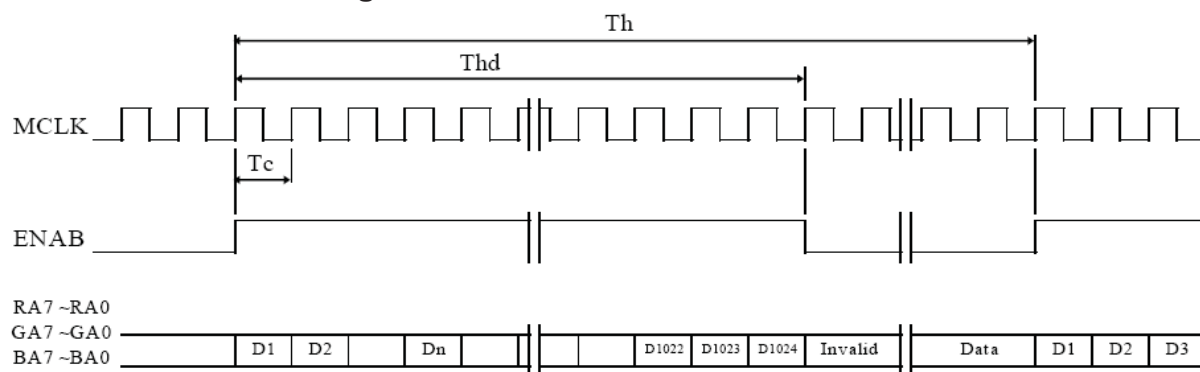 Th
Thd
MCLK
Tc
ENAB
RA7 ~RA0
GA7 ~GA0
BA7 ~BA0
D1 D2 Dn D1022 D1023 D1024 Invalid Data D1 D2 D3